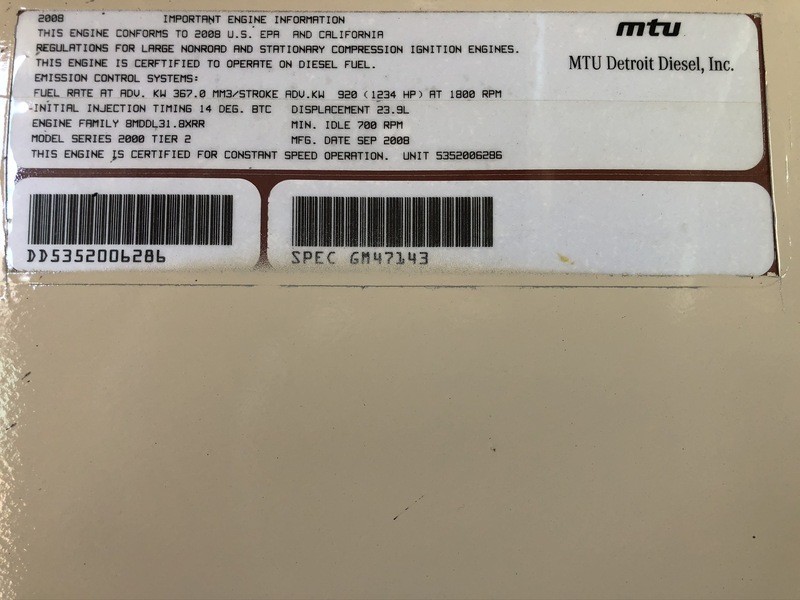 2008 IMPORTANT ENGINE INFORMATION
mtu
THIS ENGINE CONFORMS TO 2008 U.S. EPA AND CALIFORNIA
REGULATIONS FOR LARGE NONROAD AND STATIONARY COMPRESSION IGNITION ENGINES.
MTU Detroit Diesel, Inc.
THIS ENGINE IS CERFTIFIED TO OPERATE ON DIESEL FUEL.
EMISSION CONTROL SYSTEMS:
FUEL RATE AT ADV. KW 367.0 MM3/STROKE ADV.KW 920 (1234 HP) AT 1800 RPM
INITIAL INJECTION TIMING 14 DEG. BTC DISPLACEMENT 23.9L
ENGINE FAMILY 8MDDL31.8XRR MIN. IDLE 700 RPM
MODEL SERIES 2000 TIER 2 MFG. DATE SEP 2008
THIS ENGINE IS CERTIFIED FOR CONSTANT SPEED OPERATION. UNIT 5352006286
DD5352006286
SPEC GM47143